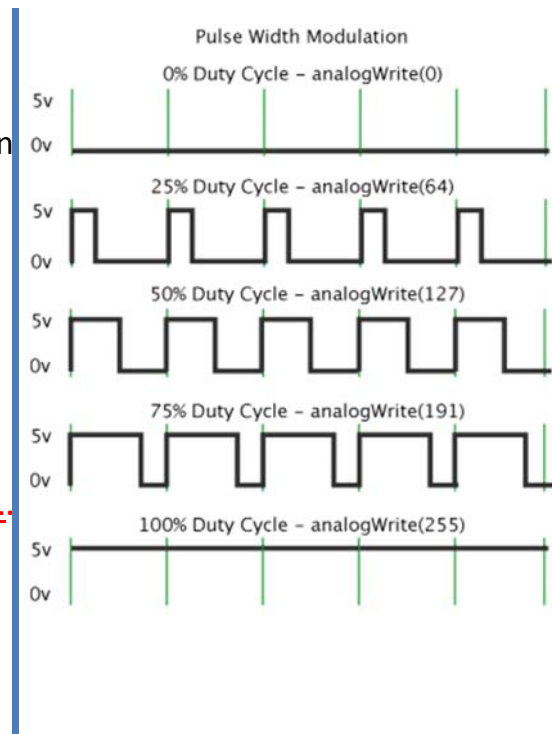 Pulse Width Modulation
0% Duty Cycle – analogWrite(0)
5v
n
0v
25% Duty Cycle – analogWrite(64)
5v
0v
50% Duty Cycle – analogWrite(127)
5v
0v
75% Duty Cycle – analogWrite(191)
5v
0v
100% Duty Cycle – analogWrite(255)
5v
0v